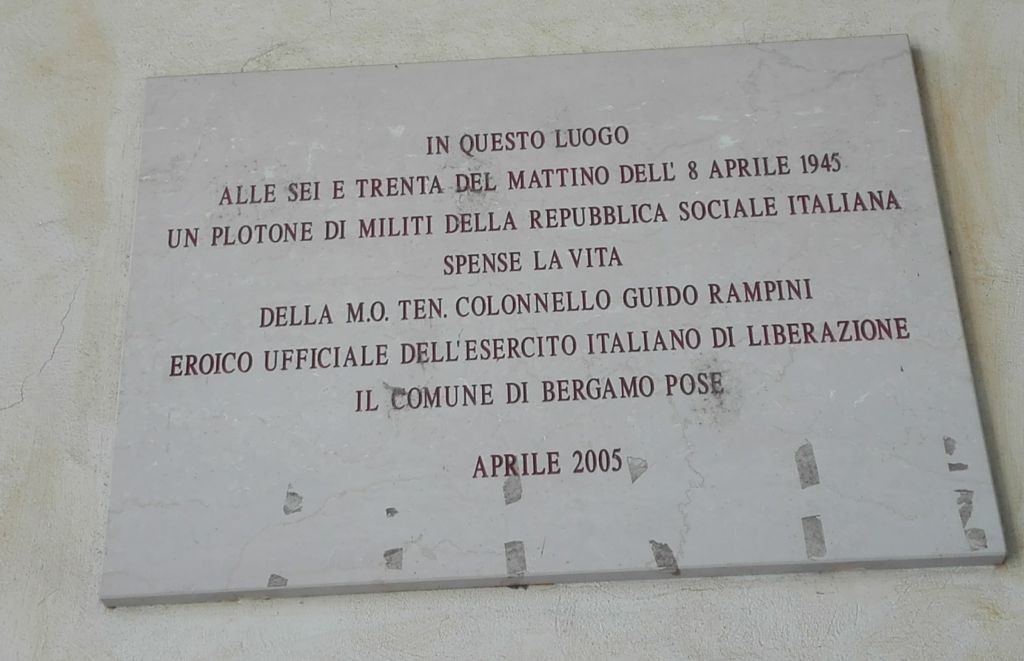 IN QUESTO LUOGO
ALLE SEI E TRENTA DEL MATTINO DELL' 8 APRILE 1945
UN PLOTONE DI MILITI DELLA REPUBBLICA SOCIALE ITALIANA
SPENSE LA VITA
DELLA M.O. TEN. COLONNELLO GUIDO RAMPINI
EROICO UFFICIALE DELL'ESERCITO ITALIANO DI LIBERAZIONE
IL COMUNE DI BERGAMO POSE
APRILE 2005